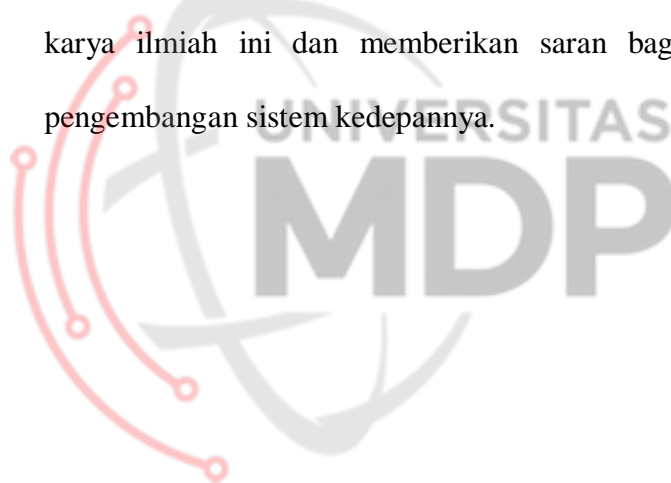 karya ilmiah ini dan memberikan saran bag
pengembangan sistem kedepannya.
UNIVERSITAS
MDP